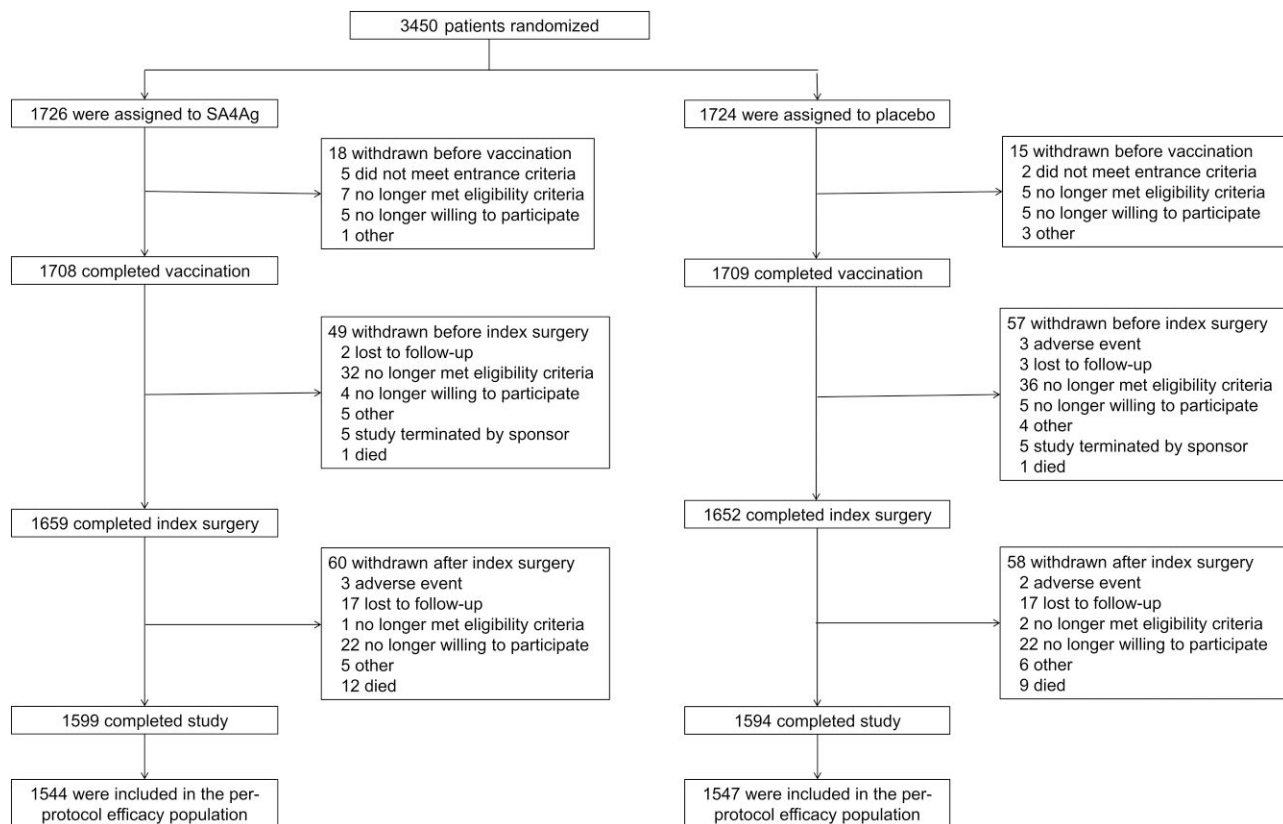 3450 patients randomized
1726 were assigned to SA4Ag
1724 were assigned to placebo
18 withdrawn before vaccination
5 did not meet entrance criteria
7 no longer met eligibility criteria
5 no longer willing to participate
1 other
15 withdrawn before vaccination
2 did not meet entrance criteria
5 no longer met eligibility criteria
5 no longer willing to participate
3 other
1708 completed vaccination
1709 completed vaccination
49 withdrawn before index surgery
2 lost to follow-up
32 no longer met eligibility criteria
4 no longer willing to participate
5 other
5 study terminated by sponsor
1 died
57 withdrawn before index surgery
3 adverse event
3 lost to follow-up
36 no longer met eligibility criteria
5 no longer willing to participate
4 other
5 study terminated by sponsor
1 died
1659 completed index surgery
1652 completed index surgery
60 withdrawn after index surgery
3 adverse event
17 lost to follow-up
1 no longer met eligibility criteria
22 no longer willing to participate
5 other
12 died
58 withdrawn after index surgery
2 adverse event
17 lost to follow-up
2 no longer met eligibility criteria
22 no longer willing to participate
6 other
9 died
1599 completed study
1594 completed study
1544 were included in the per-
protocol efficacy population
1547 were included in the per-
protocol efficacy population